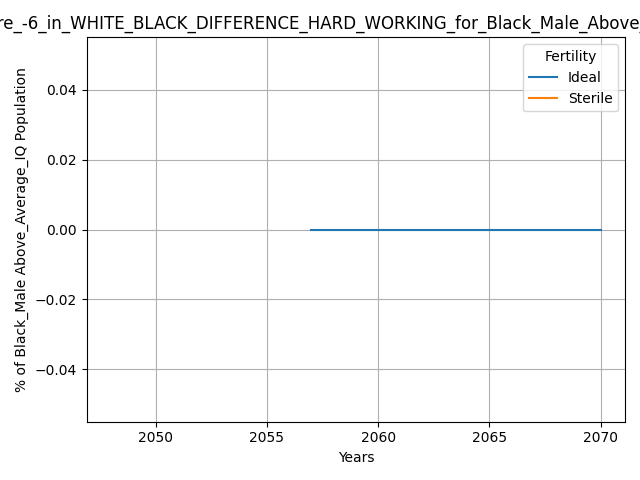 re_-6_in_WHITE_BLACK_DIFFERENCE_HARD_WORKING_for_Black_Male_Above_
Fertility
Ideal
Sterile
% of Black_Male Above_Average_IQ Population
0.04
0.02
0.00
−0.02
−0.04
2050 2055 2060 2065 2070
Years